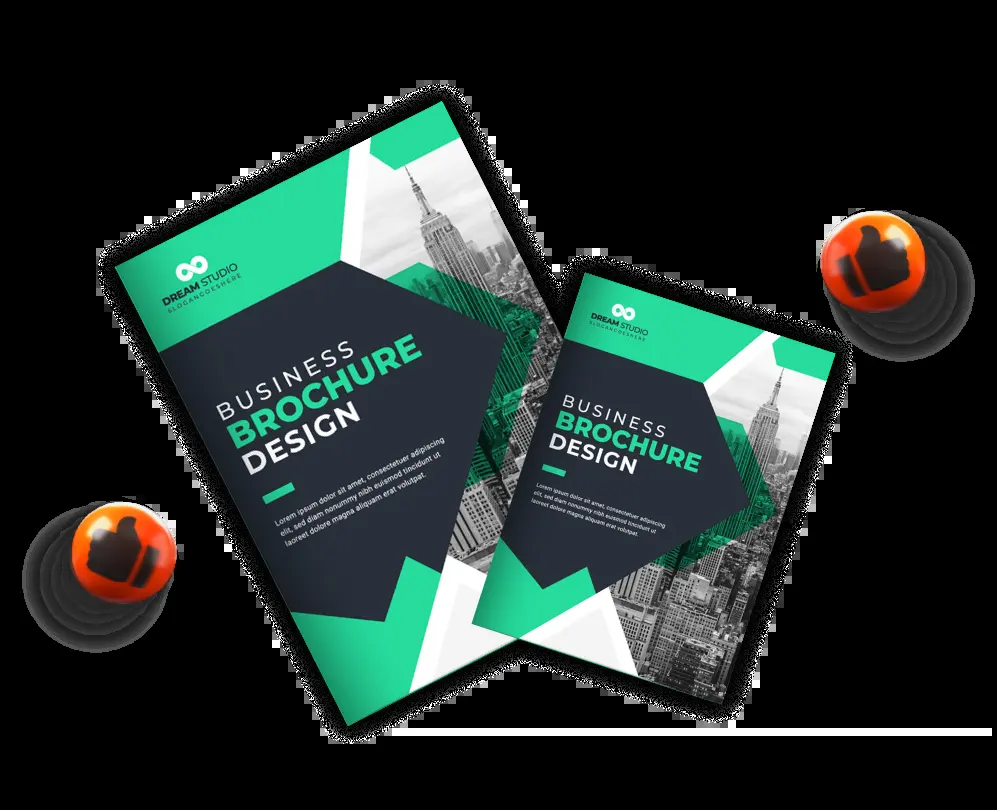 DREAM STUDIO
SLOGANGOESHERE
BUSINESS
BROCHURE
DESIGN
Lorem ipsum dolor sit amet, consectetuer adipiscing
elit, sed diam nonummy nibh euismod tincidunt ut
laoreet dolore magna aliquam erat volutpat.
DREAM STUDIO
SLOGANGOESHERE
BUSINESS
BROCHURE
DESIGN
Lorem ipsum dolor sit amet, consectetuer adipiscing
elit, sed diam nonummy nibh euismod tincidunt ut
laoreet dolore magna aliquam erat volutpat.